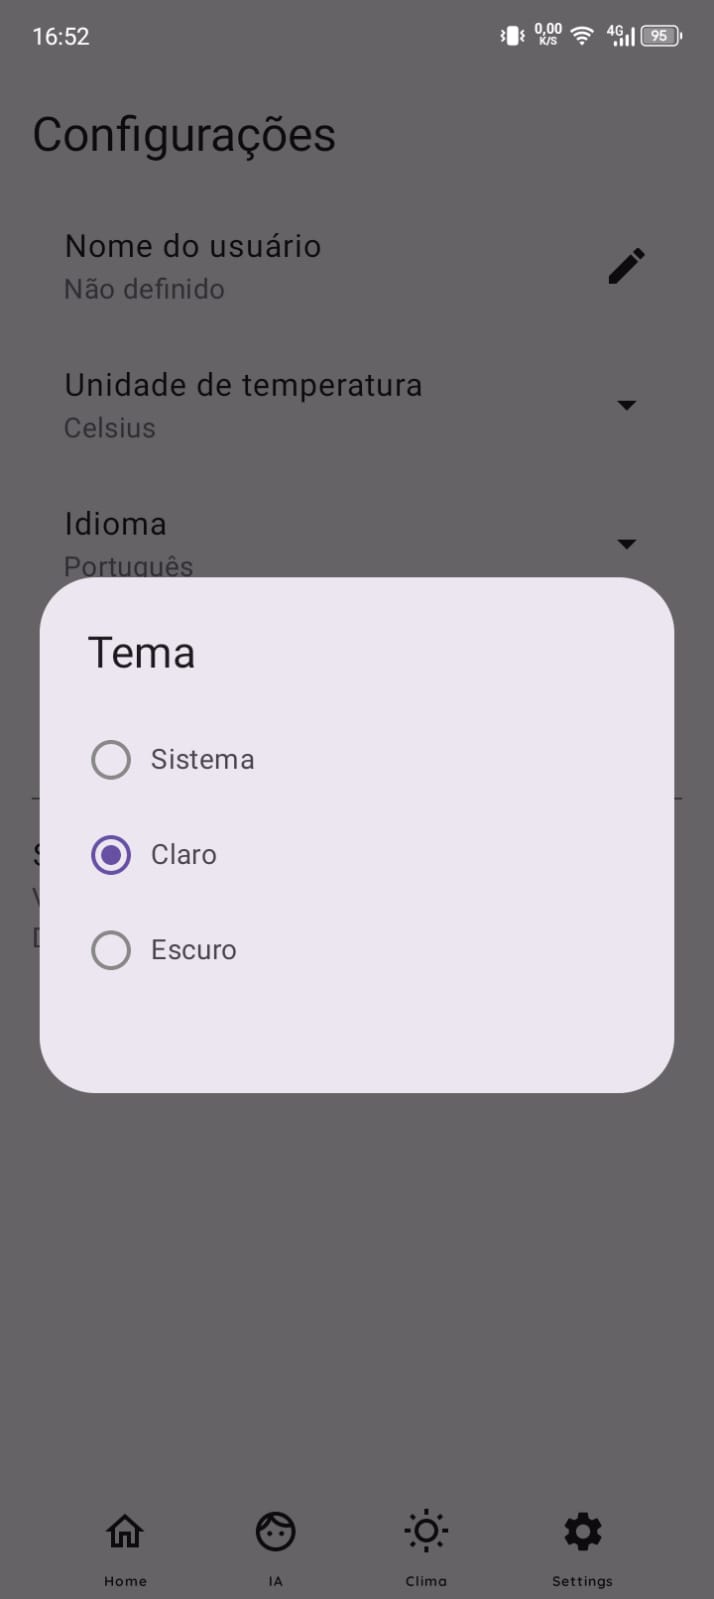 16:52
0,00
K/S
4G
95
Configurações
Nome do usuário
Não definido
Unidade de temperatura
Celsius
Idioma
Português
Tema
Sistema
Claro
Escuro
Home
IA
Clima
Settings